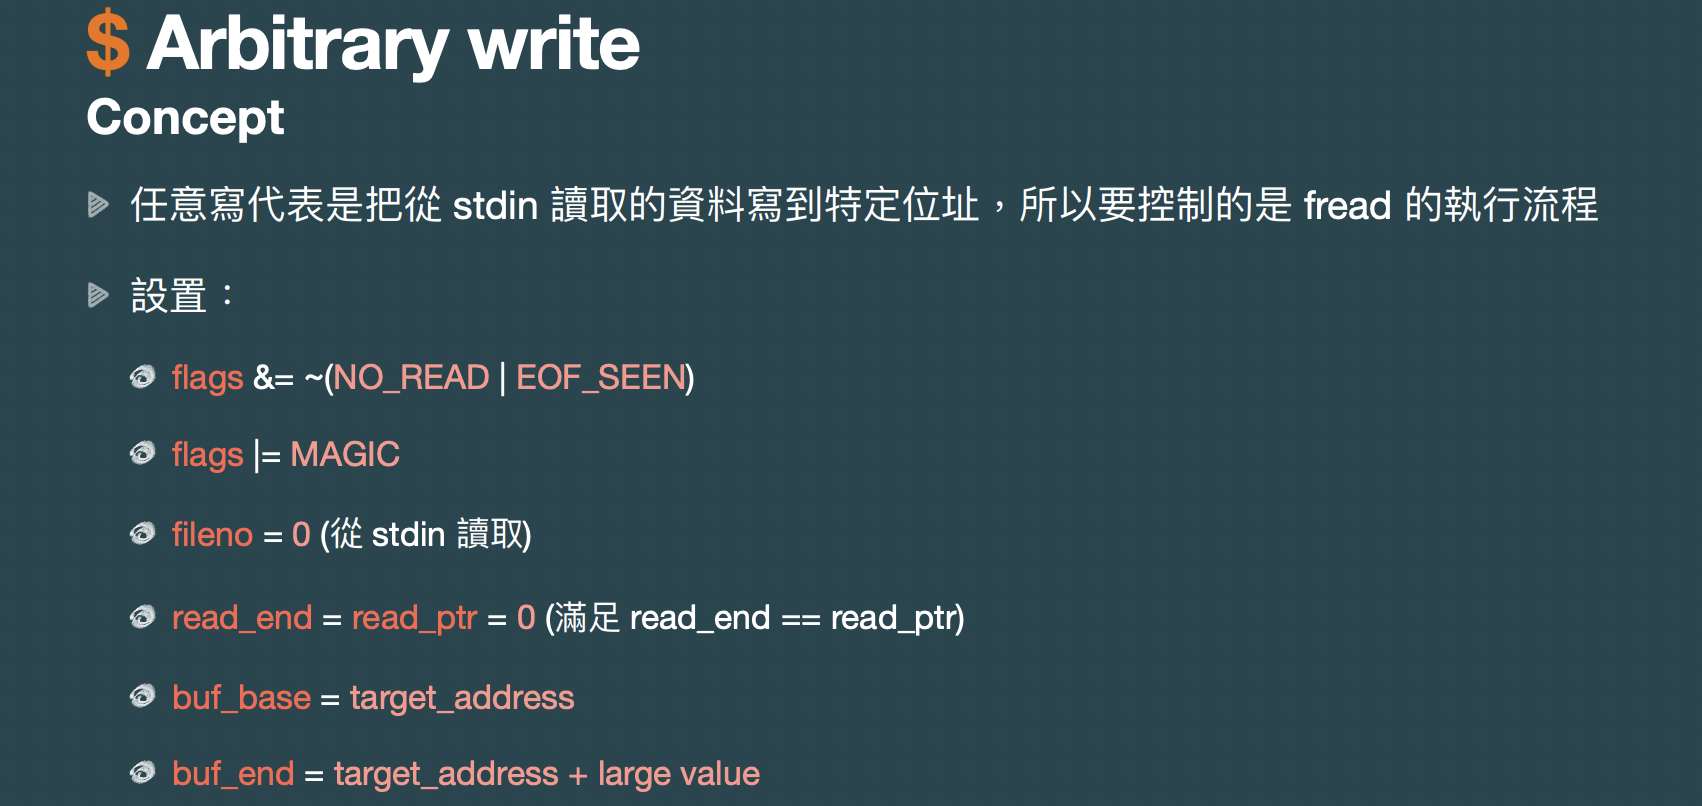 $ Arbitrary write
Concept
任意寫代表是把從 stdin 讀取的資料寫到特定位址，所以要控制的是 fread 的執行流程
設置：
flags &= ~(NO_READ | EOF_SEEN)
flags |= MAGIC
fileno = 0 (從 stdin 讀取)
read_end = read_ptr = 0 (滿足 read_end == read_ptr)
buf_base = target_address
buf_end = target_address + large value